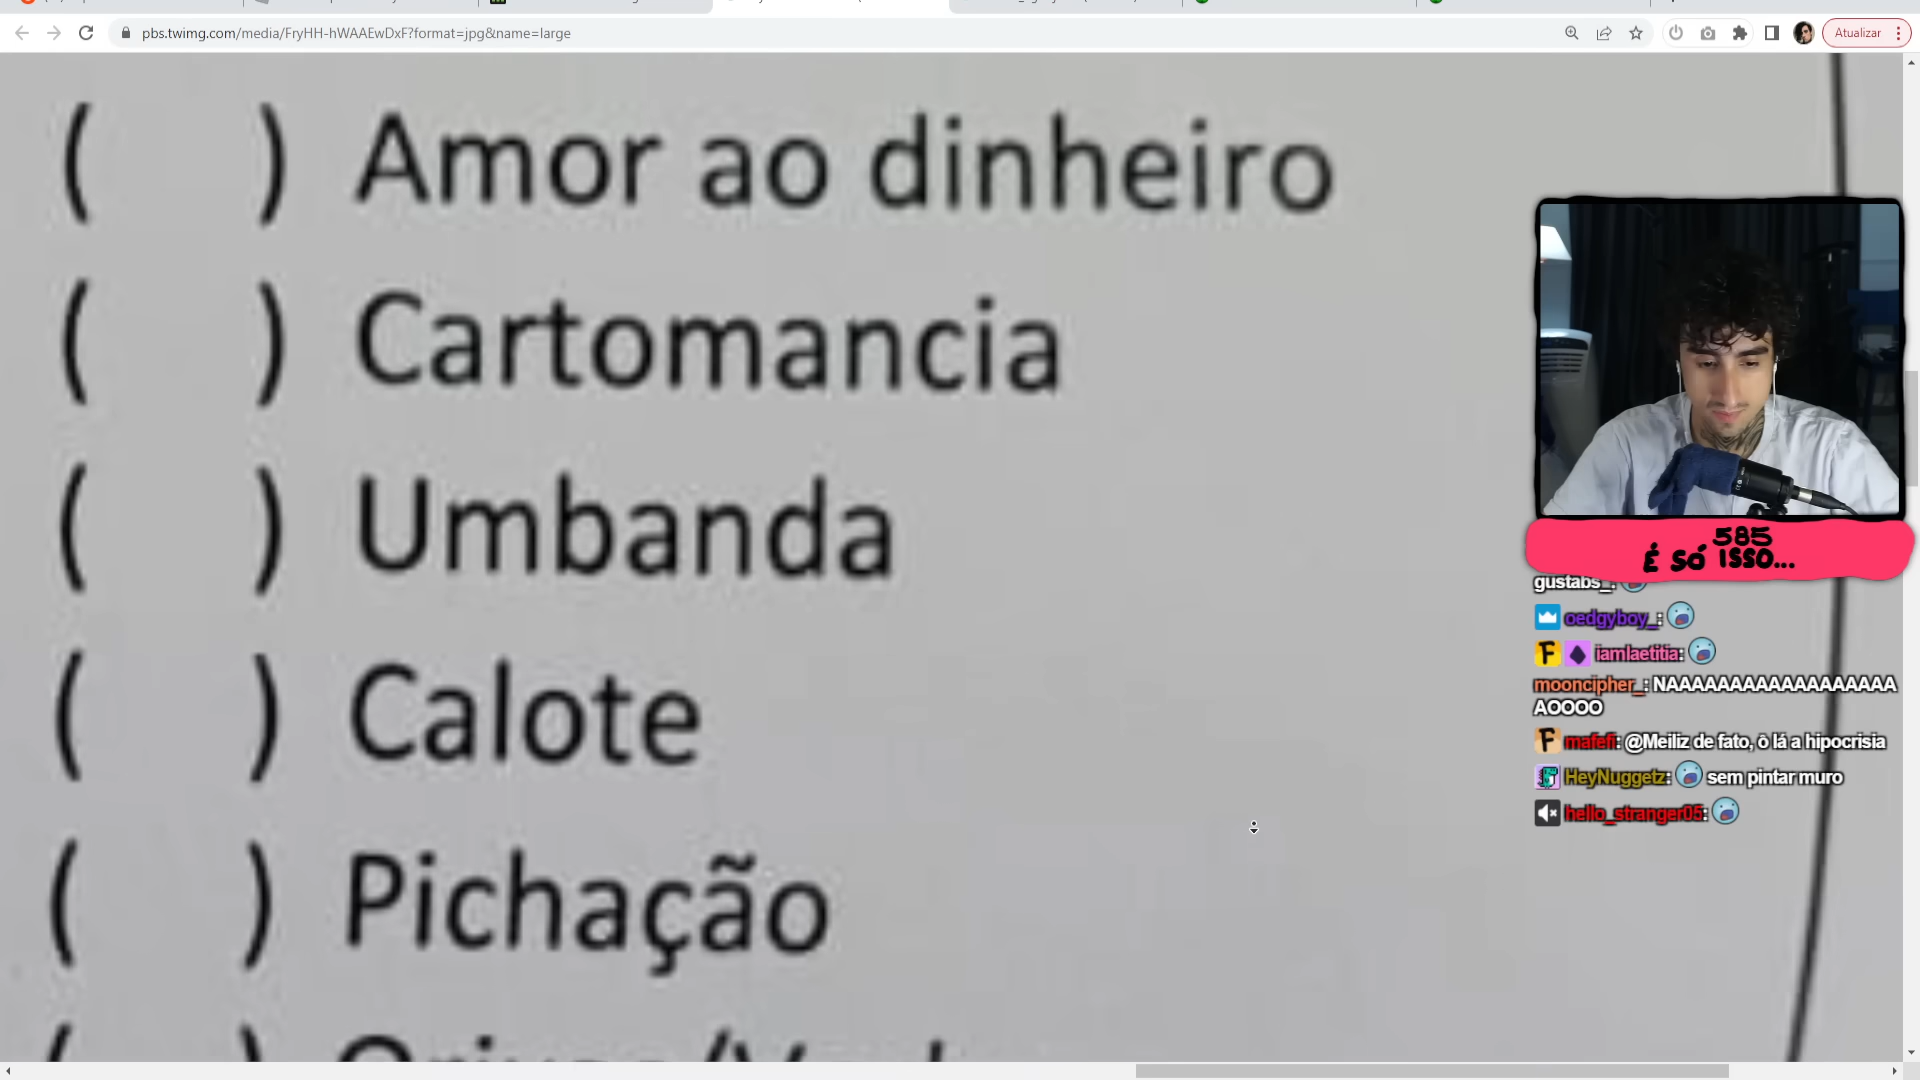 pbs.twimg.com/media/FryHH-hWAAEwDxF?format=jpg&name=large
Atualizar
( ) Amor ao dinheiro
( ) Cartomancia
( ) Umbanda
( ) Calote
( ) Pichação
585
É SÓ ISSO...
gustabs_:
oedgyboy_:
iamlaetitia:
mooncipher_: NAAAAAAAAAAAAAAAAAA
AOOOO
mafefi: @Meiliz de fato, ò lá a hipocrisia
HeyNuggetz: sem pintar muro
hello_stranger05: